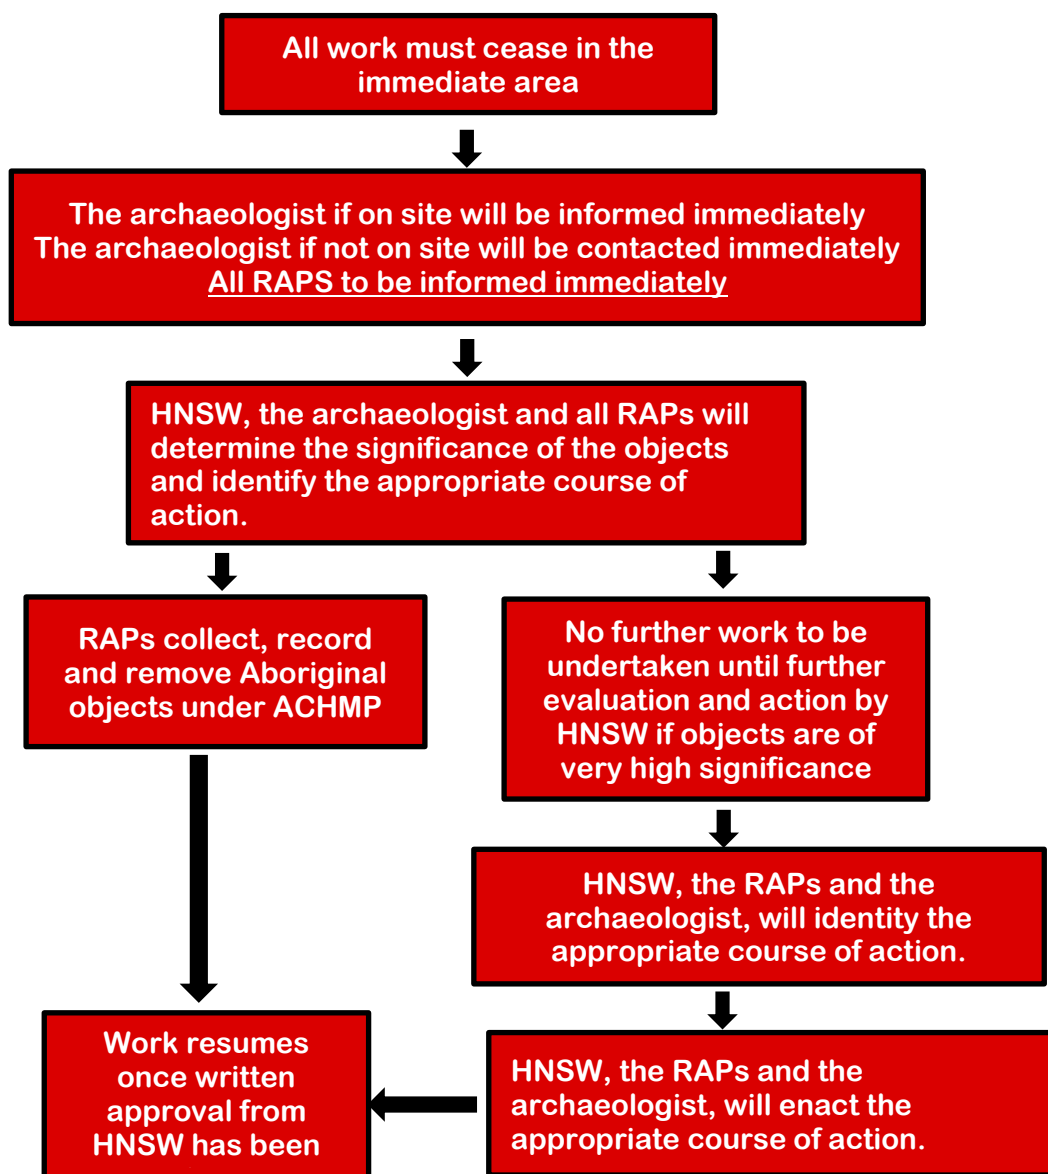 All work must cease in the
immediate area
The archaeologist if on site will be informed immediately
The archaeologist if not on site will be contacted immediately
All RAPS to be informed immediately
HNSW, the archaeologist and all RAPs will
determine the significance of the objects
and identify the appropriate course of
action.
RAPs collect, record
and remove Aboriginal
objects under ACHMP
No further work to be
undertaken until further
evaluation and action by
HNSW if objects are of
very high significance
HNSW, the RAPs and the
archaeologist, will identity the
appropriate course of action.
HNSW, the RAPs and the
archaeologist, will enact the
appropriate course of action.
Work resumes
once written
approval from
HNSW has been